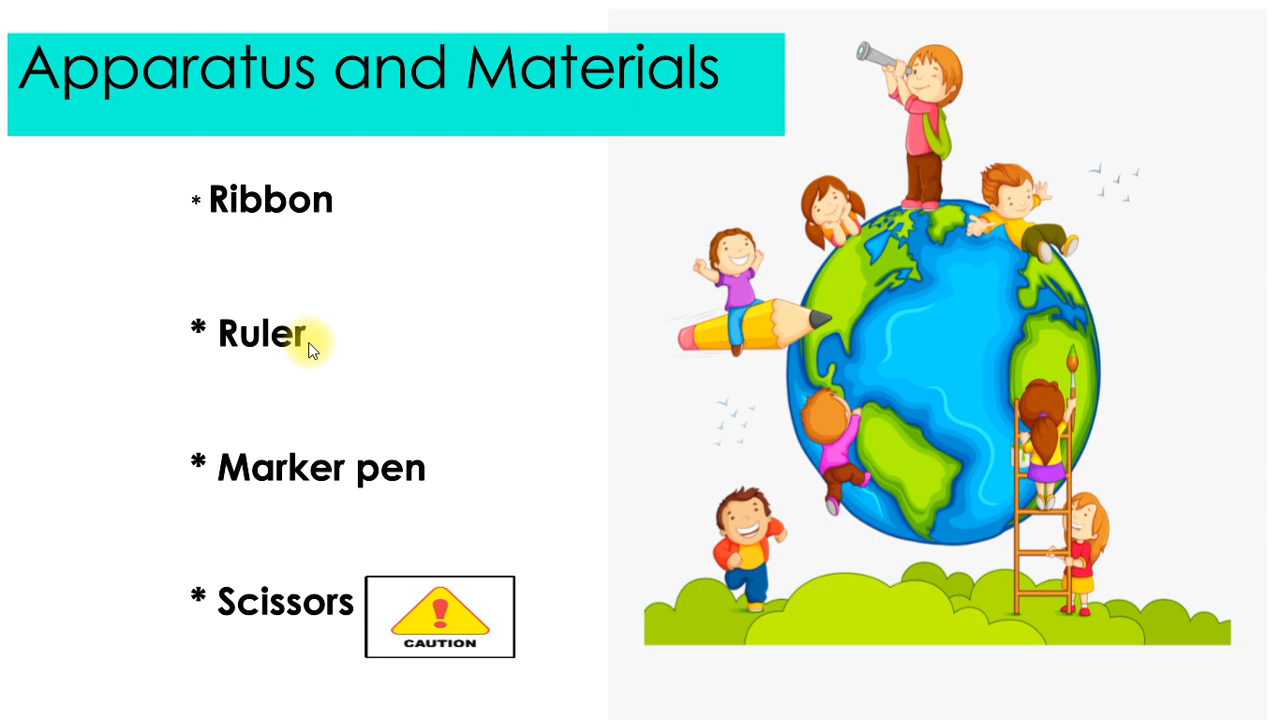 Apparatus and Materials
* Ribbon
* Ruler
* Marker pen
* Scissors
CAUTION